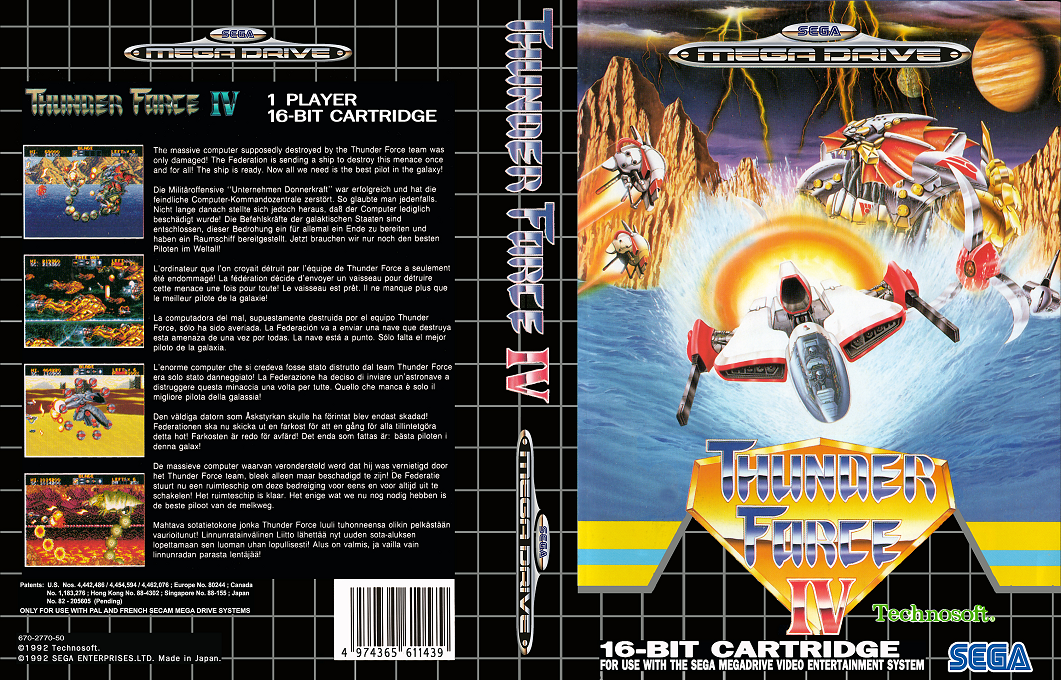 SEGA
MEGA DRIVE
THUNDER FORCE IV
1 PLAYER
16-BIT CARTRIDGE
The massive computer supposedly destroyed by the Thunder Force team was
only damaged! The Federation is sending a ship to destroy this menace once
and for all! The ship is ready. Now all we need is the best pilot in the galaxy!
Die Militäroffensive "Unternehmen Donnerkraft" war erfolgreich und hat die
feindliche Computer-Kommandozentrale zerstört. So glaubte man jedenfalls.
Nicht lange danach stellte sich jedoch heraus, daß der Computer lediglich
beschädigt wurde! Die Befehlskräfte der galaktischen Staaten sind
entschlossen, dieser Bedrohung ein für allemal ein Ende zu bereiten und
haben ein Raumschiff bereitgestellt. Jetzt brauchen wir nur noch den besten
Piloten im Weltall!
L'ordinateur que l'on croyait détruit par l'équipe de Thunder Force a seulement
été endommagé! La fédération décide d'envoyer un vaisseau pour détruire
cette menace une fois pour toute! Le vaisseau est prêt. Il ne manque plus que
le meilleur pilote de la galaxie!
La computadora del mal, supuestamente destruida por el equipo Thunder
Force, sólo ha sido averiada. La Federación va a enviar una nave que destruya
esta amenaza de una vez por todas. La nave está a punto. Sólo falta el mejor
piloto de la galaxia.
L'enorme computer che si credeva fosse stato distrutto dal team Thunder Force
era solo stato danneggiato! La Federazione ha deciso di inviare un'astronave a
distruggere questa minaccia una volta per tutte. Quello che manca è solo il
migliore pilota della galassia!
Den väldiga datorn som Åskstyrkan skulle ha förintat blev endast skadad!
Federationen ska nu skicka ut en farkost för att en gång för alla tillintetgöra
detta hot! Farkosten är redo för avfärd! Det enda som fattas är: bästa piloten i
denna galax!
De massieve computer waarvan verondersteld werd dat hij was vernietigd door
het Thunder Force team, bleek alleen maar beschadigd te zijn! De Federatie
stuurt nu een ruimteschip om deze bedreiging voor eens en voor altijd uit te
schakelen! Het ruimteschip is klaar. Het enige wat we nu nog nodig hebben is
de beste piloot van de melkweg.
Mahtava sotatietokone jonka Thunder Force luuli tuhonneensa olikin pelkästään
vaurioitunut! Linnunratainvälinen Liitto lähettää nyt uuden sota-aluksen
lopettamaan sen luoman uhan lopullisesti! Alus on valmis, ja vailla vain
linnunradan parasta lentäjää!
Patents: U.S. Nos. 4,442,486 / 4,454,594 / 4,462,076 ; Europe No. 80244 ; Canada
No. 1,183,276 ; Hong Kong No. 88-4302 ; Singapore No. 88-155 ; Japan
No. 82 - 205605 (Pending)
ONLY FOR USE WITH PAL AND FRENCH SECAM MEGA DRIVE SYSTEMS
670-2770-50
©1992 Technosoft.
©1992 SEGA ENTERPRISES.LTD. Made in Japan.
4 974365 611439
THUNDER FORCE IV
SEGA
MEGA DRIVE
SEGA
MEGA DRIVE
THUNDER
FORCE
IV
Technosoft.
16-BIT CARTRIDGE
FOR USE WITH THE SEGA MEGADRIVE VIDEO ENTERTAINMENT SYSTEM
SEGA